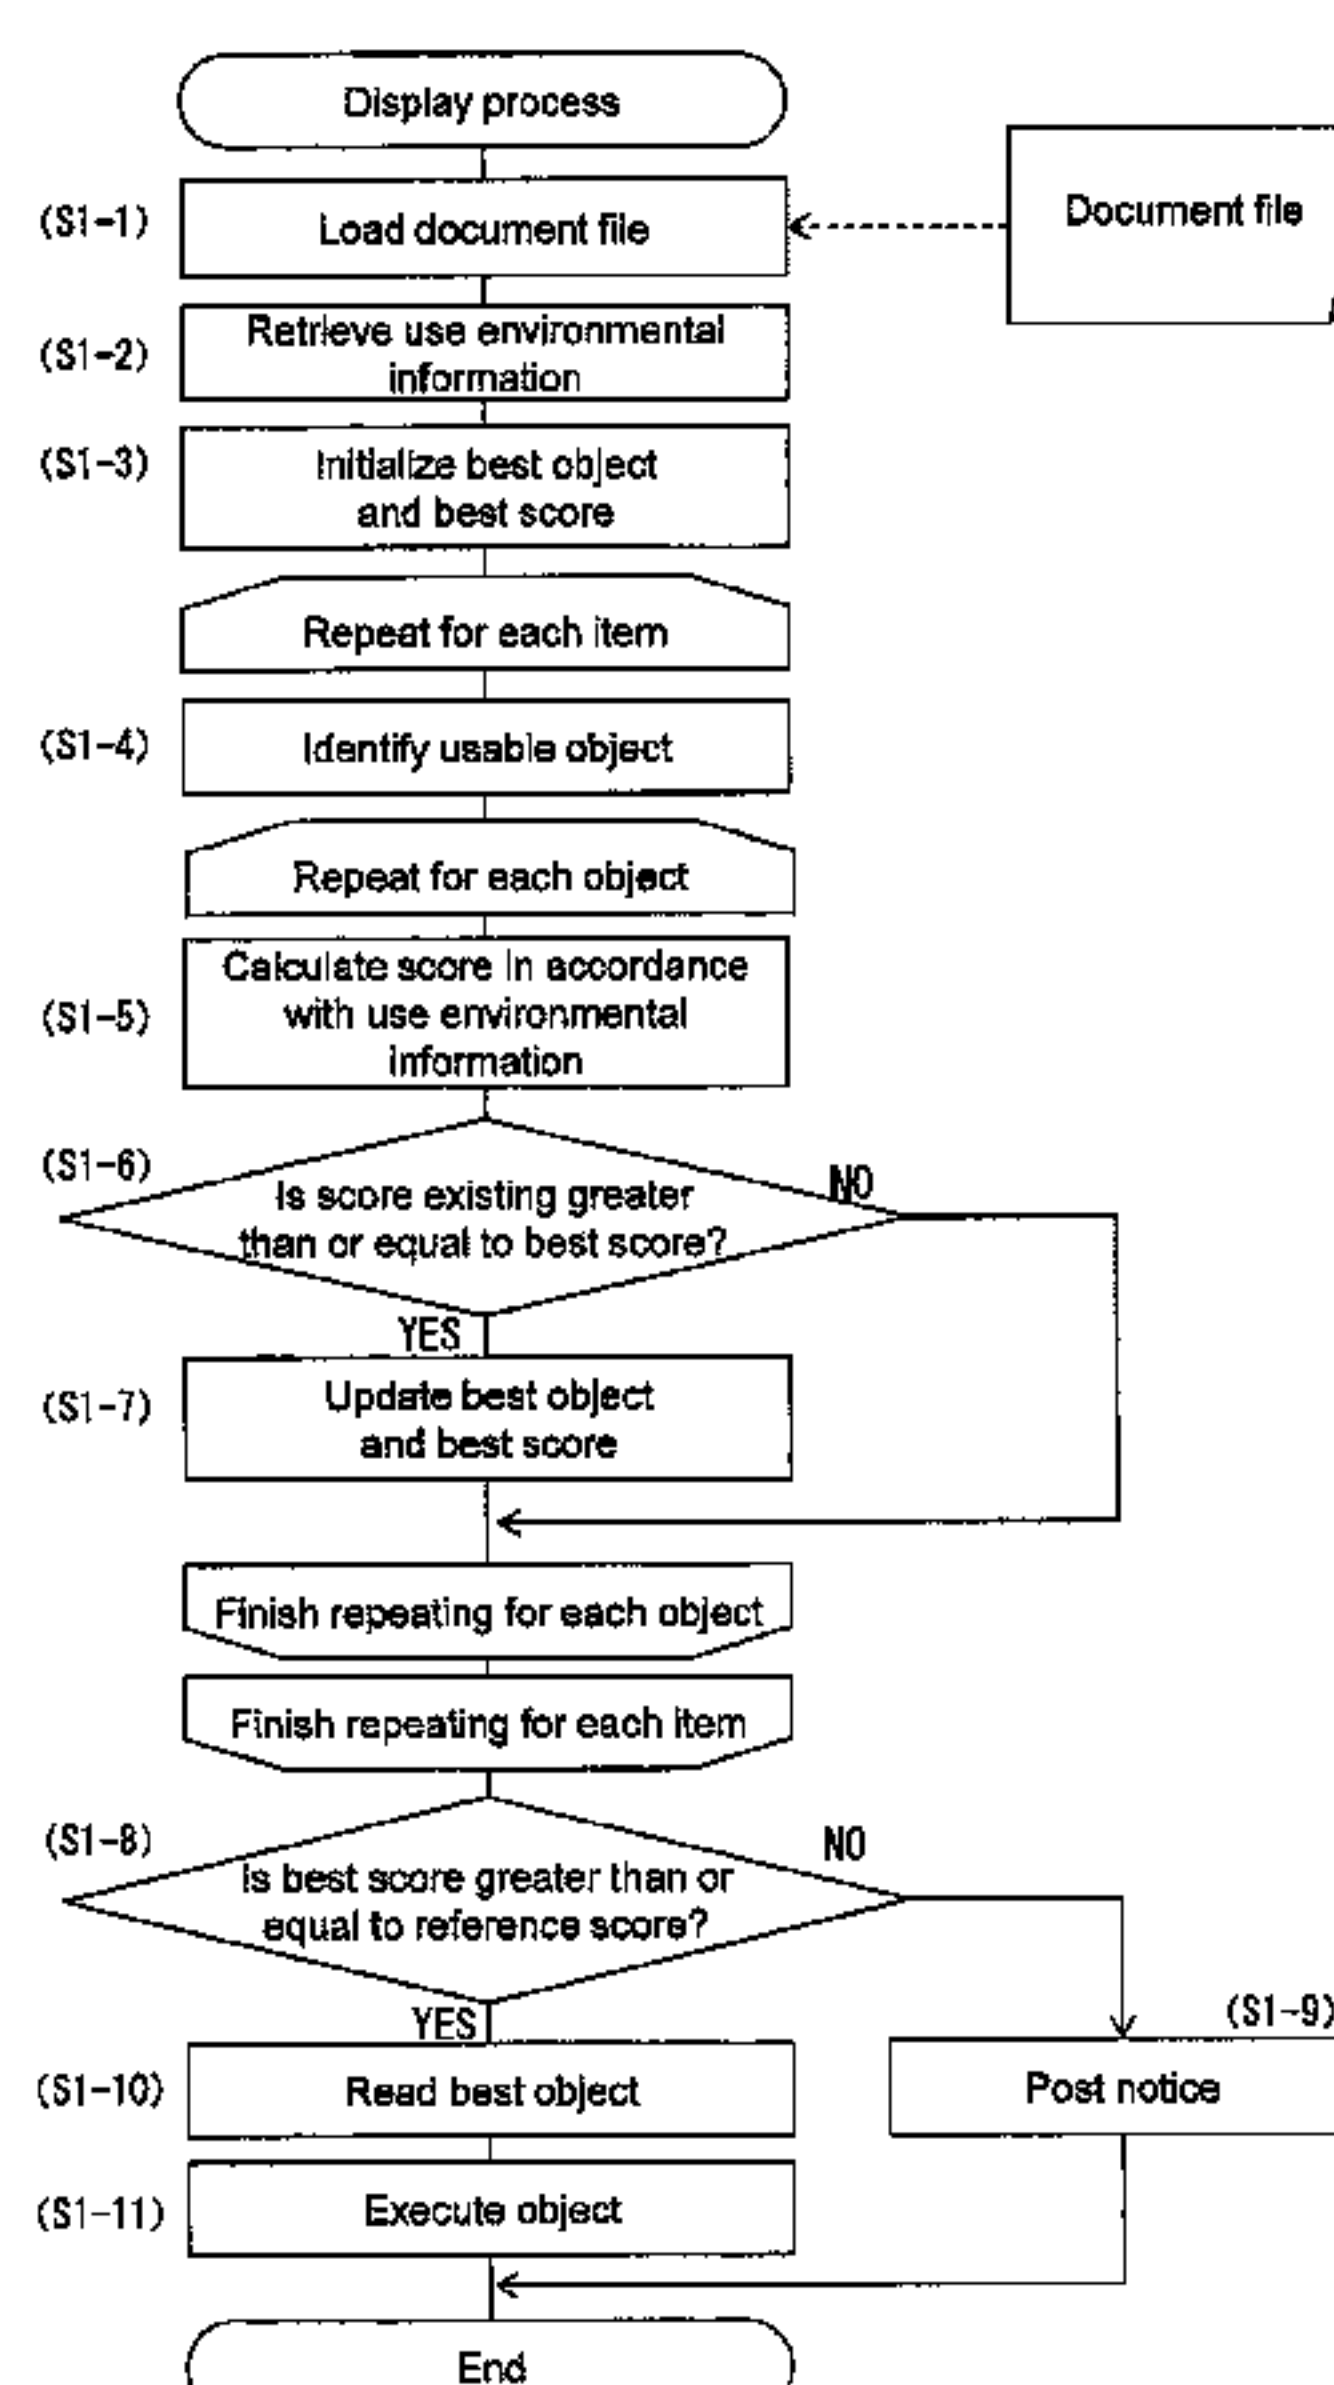 Display process
(S1-1)
Load document file
Document file
(S1-2)
Retrieve use environmental
information
(S1-3)
Initialize best object
and best score
Repeat for each item
(S1-4)
Identify usable object
Repeat for each object
(S1-5)
Calculate score in accordance
with use environmental
information
(S1-6)
Is score existing greater
than or equal to best score?
NO
YES
(S1-7)
Update best object
and best score
Finish repeating for each object
Finish repeating for each item
(S1-8)
Is best score greater than or
equal to reference score?
NO
YES
(S1-9)
(S1-10)
Read best object
Post notice
(S1-11)
Execute object
End